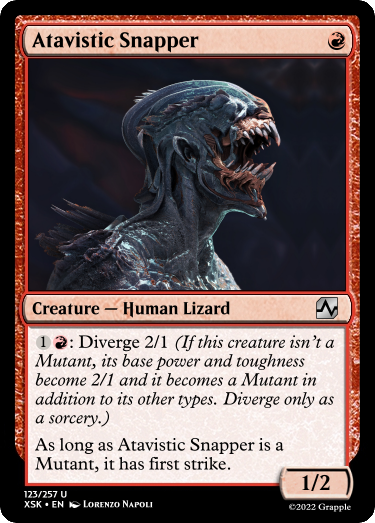 Atavistic Snapper
Creature — Human Lizard
1 : Diverge 2/1 (If this creature isn't a
Mutant, its base power and toughness
become 2/1 and it becomes a Mutant in
addition to its other types. Diverge only as
a sorcery.)
As long as Atavistic Snapper is a
Mutant, it has first strike.
1/2
123/257 U
XSK • EN Lorenzo Napoli
©2022 Grapple